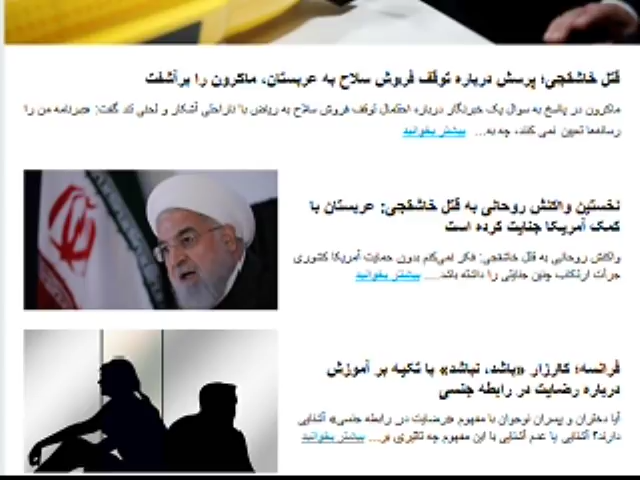 قتل خاشقجی؛ پرسش درباره توقف فروش سلاح به عربستان، ماکرون را برآشفت
ماکرون در پاسخ به سوال یک خبرنگار درباره احتمال توقف فروش سلاح به ریاض با ناراحتی آشکار و لحنی تند گفت: «برنامه من را
رسانه‌ها تعیین نمی کنند، چه به... بیشتر بخوانید
نخستین واکنش روحانی به قتل خاشقجی: عربستان با
کمک آمریکا جنایت کرده است
واکنش روحانی به قتل خاشقجی: فکر نمی‌کنم بدون حمایت آمریکا کشوری
جرات ارتکاب چنین جنایتی را داشته باشد.... بیشتر بخوانید
فرانسه؛ کارزار «باشد، نباشد» با تکیه بر آموزش
درباره رضایت در رابطه جنسی
آیا دختران و پسران نوجوان با مفهوم «رضایت در رابطه جنسی» آشنایی
دارند؟ آشنایی یا عدم آشنایی با این مفهوم چه تاثیری بر... بیشتر بخوانید